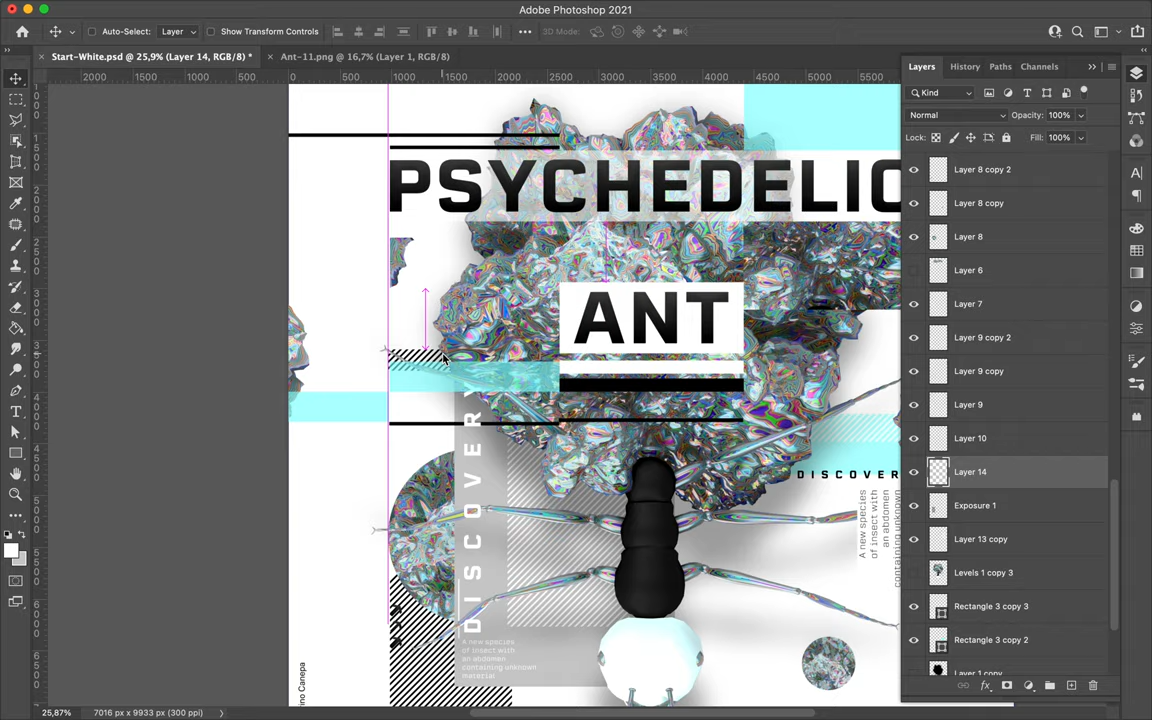 Adobe Photoshop 2021
Auto-Select: Layer Show Transform Controls 3D Mode:
Start-White.psd @ 25,9% (Layer 14, RGB/8) * Ant-11.png @ 16,7% (Layer 1, RGB/8)
2000 1500 1000 500 0 500 1000 1500 2000 2500 3000 3500 4000 4500 5000 5500
Layers History Paths Channels
Kind
Normal Opacity: 100%
Lock: Fill: 100%
Layer 8 copy 2
Layer 8 copy
Layer 8
Layer 6
Layer 7
Layer 9 copy 2
Layer 9 copy
Layer 9
Layer 10
Layer 14
Exposure 1
Layer 13 copy
Levels 1 copy 3
Rectangle 3 copy 3
Rectangle 3 copy 2
Layer 1 copy
PSYCHEDELIC
ANT
DISCOVERY
DISCOVER
A new species
of insect with
an abdomen
containing unknown
A new species
of insect with
an abdomen
containing unknown
material
rino Canepa
25,87% 7016 px x 9933 px (300 ppi)